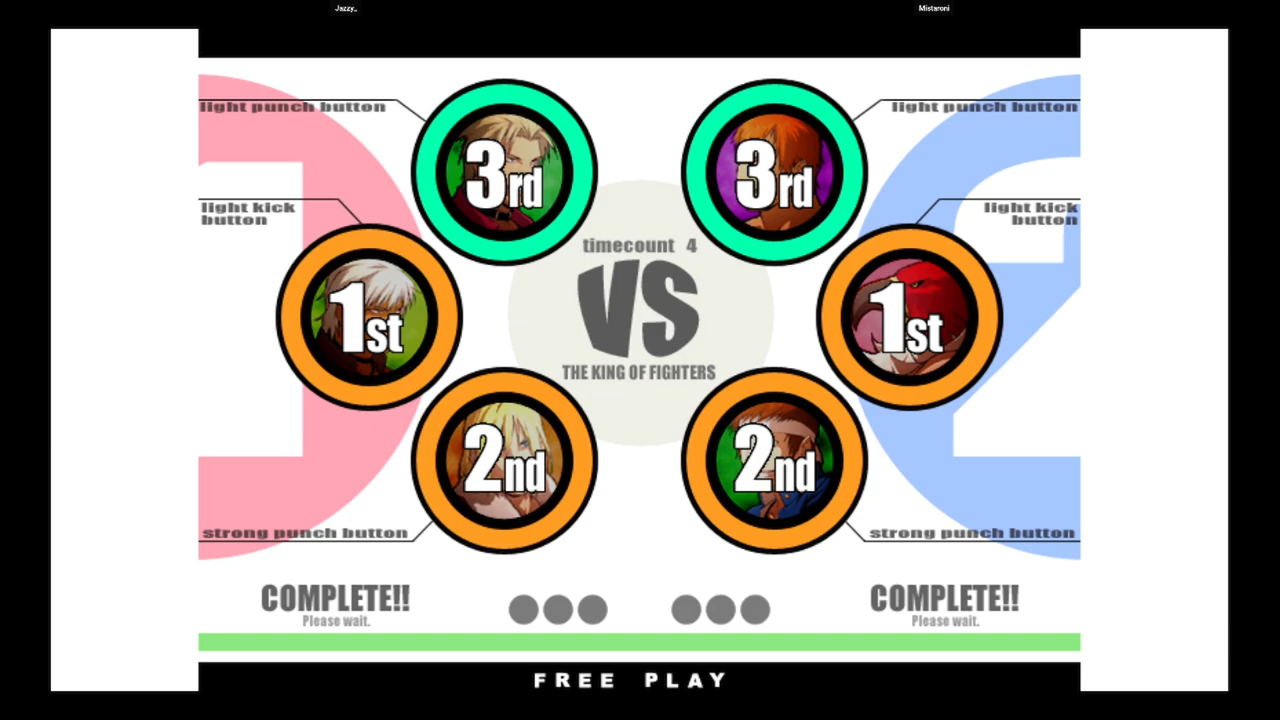 Jazzy_
Mistaroni
light punch button
light punch button
3rd
3rd
light kick
button
light kick
button
timecount 4
VS
THE KING OF FIGHTERS
1st
1st
2nd
2nd
strong punch button
strong punch button
COMPLETE!!
Please wait.
COMPLETE!!
Please wait.
FREE PLAY